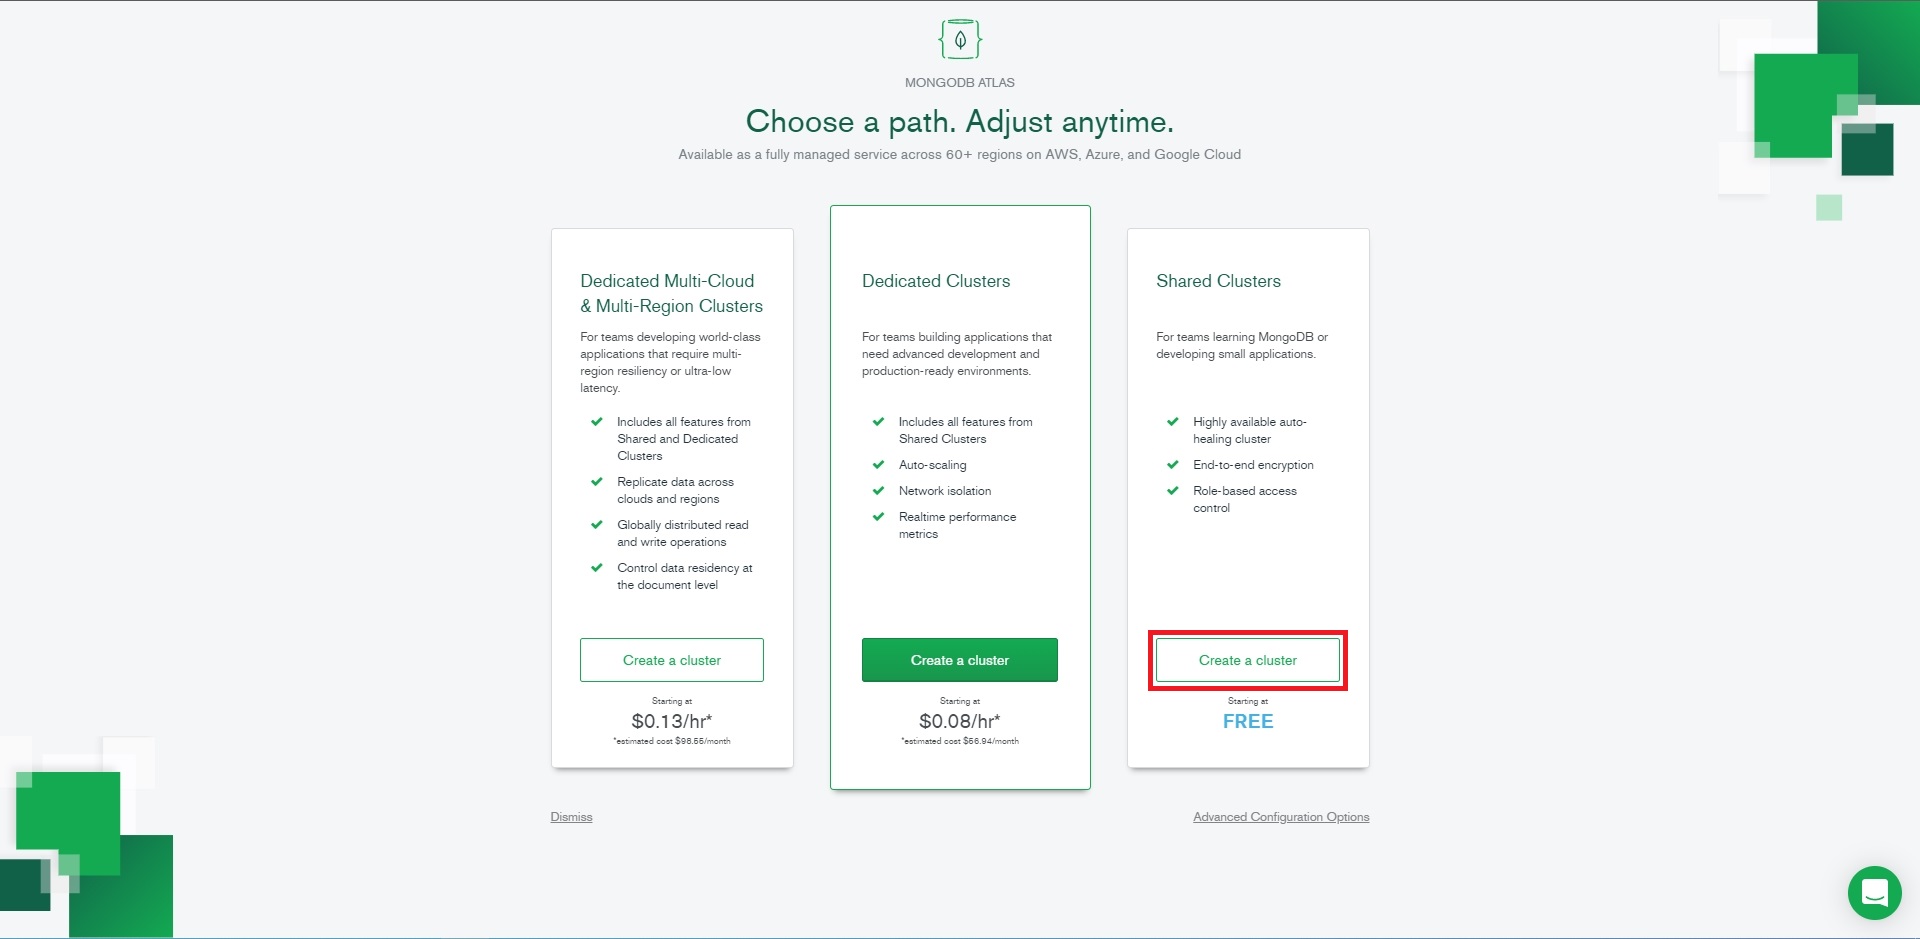 MONGODB ATLAS
Choose a path. Adjust anytime.
Available as a fully managed service across 60+ regions on AWS, Azure, and Google Cloud
Dedicated Multi-Cloud
& Multi-Region Clusters
For teams developing world-class
applications that require multi-
region resiliency or ultra-low
latency.
Includes all features from
Shared and Dedicated
Clusters
Replicate data across
clouds and regions
Globally distributed read
and write operations
Control data residency at
the document level
Create a cluster
Starting at
$0.13/hr*
*estimated cost $98.55/month
Dedicated Clusters
For teams building applications that
need advanced development and
production-ready environments.
Includes all features from
Shared Clusters
Auto-scaling
Network isolation
Realtime performance
metrics
Create a cluster
Starting at
$0.08/hr*
*estimated cost $56.94/month
Shared Clusters
For teams learning MongoDB or
developing small applications.
Highly available auto-
healing cluster
End-to-end encryption
Role-based access
control
Create a cluster
Starting at
FREE
Dismiss
Advanced Configuration Options